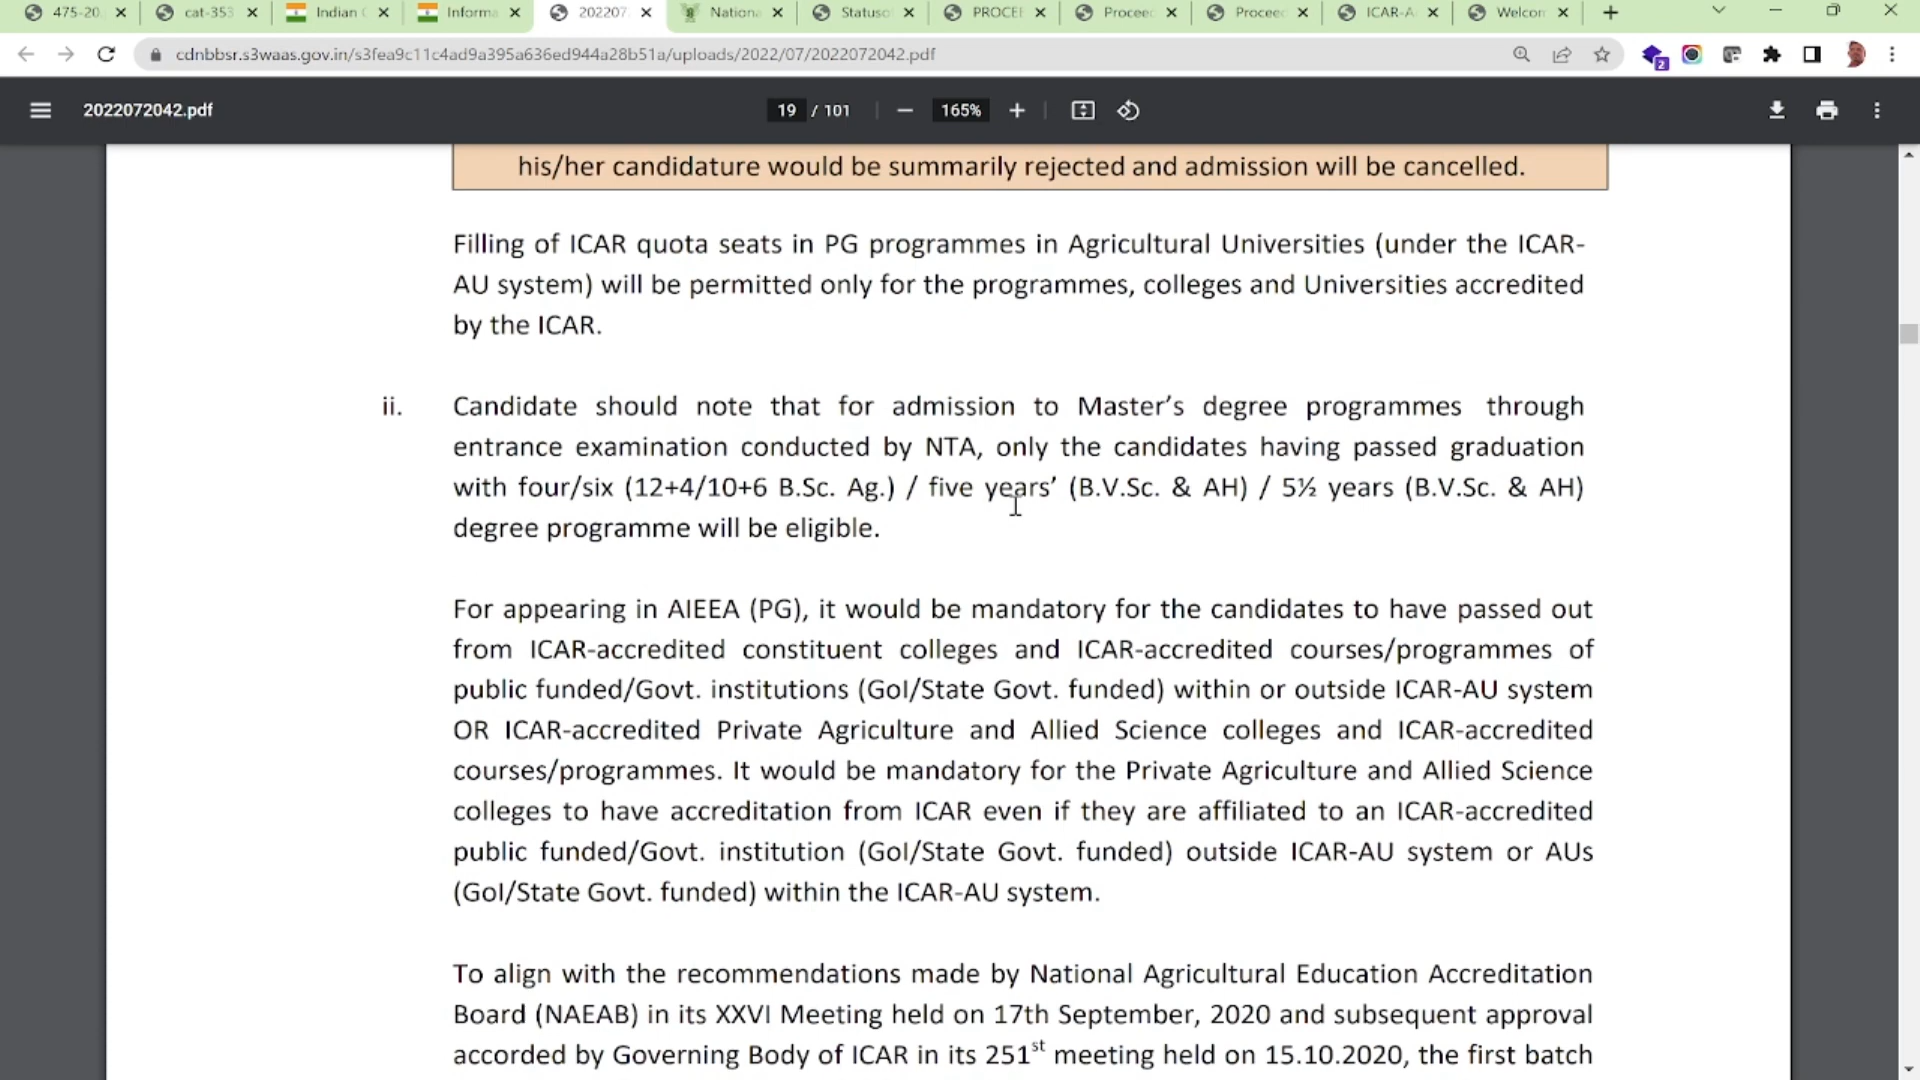 475-20
cat-353
Indian C
Informa
202207
Nationa
Statuso
PROCEE
Proceec
Proceec
ICAR-A
Welcon
cdnbbsr.s3waas.gov.in/s3fea9c11c4ad9a395a636ed944a28b51a/uploads/2022/07/2022072042.pdf
2
2022072042.pdf
19 / 101
165%
his/her candidature would be summarily rejected and admission will be cancelled.
Filling of ICAR quota seats in PG programmes in Agricultural Universities (under the ICAR-
AU system) will be permitted only for the programmes, colleges and Universities accredited
by the ICAR.
ii. Candidate should note that for admission to Master’s degree programmes through
entrance examination conducted by NTA, only the candidates having passed graduation
with four/six (12+4/10+6 B.Sc. Ag.) / five years’ (B.V.Sc. & AH) / 5½ years (B.V.Sc. & AH)
degree programme will be eligible.
For appearing in AIEEA (PG), it would be mandatory for the candidates to have passed out
from ICAR-accredited constituent colleges and ICAR-accredited courses/programmes of
public funded/Govt. institutions (GoI/State Govt. funded) within or outside ICAR-AU system
OR ICAR-accredited Private Agriculture and Allied Science colleges and ICAR-accredited
courses/programmes. It would be mandatory for the Private Agriculture and Allied Science
colleges to have accreditation from ICAR even if they are affiliated to an ICAR-accredited
public funded/Govt. institution (GoI/State Govt. funded) outside ICAR-AU system or AUs
(GoI/State Govt. funded) within the ICAR-AU system.
To align with the recommendations made by National Agricultural Education Accreditation
Board (NAEAB) in its XXVI Meeting held on 17th September, 2020 and subsequent approval
accorded by Governing Body of ICAR in its 251st meeting held on 15.10.2020, the first batch